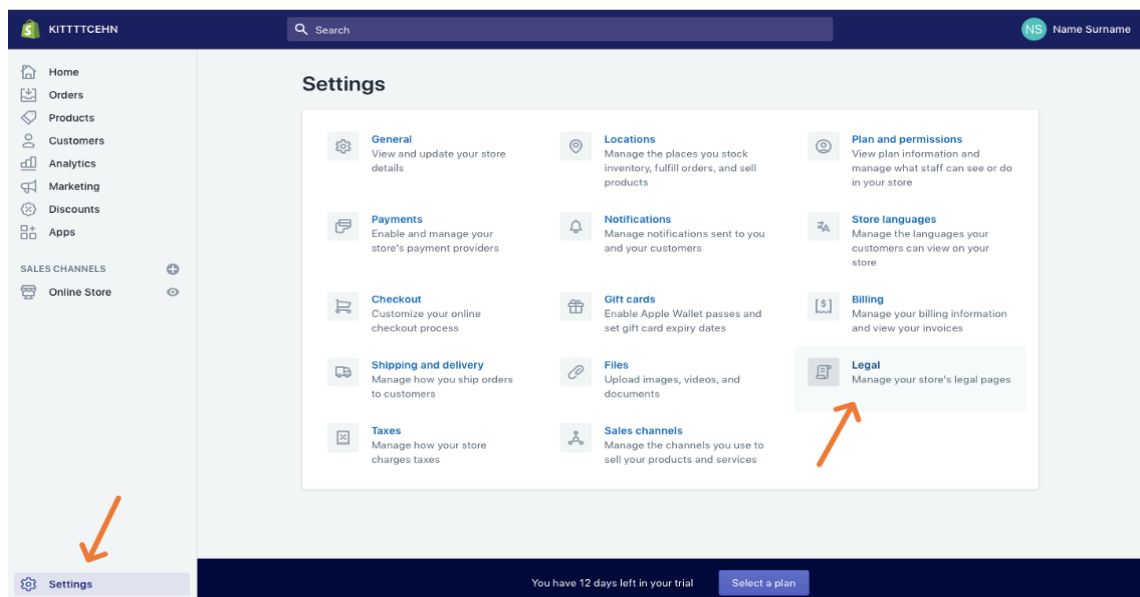 KITTTTCEHN
Search
NS
Name Surname
Home
Orders
Products
Customers
Analytics
Marketing
Discounts
Apps
SALES CHANNELS
Online Store
Settings
Settings
General
View and update your store
details
Locations
Manage the places you stock
inventory, fulfill orders, and sell
products
Plan and permissions
View plan information and
manage what staff can see or do
in your store
Payments
Enable and manage your
store's payment providers
Notifications
Manage notifications sent to you
and your customers
Store languages
Manage the languages your
customers can view on your
store
Checkout
Customize your online
checkout process
Gift cards
Enable Apple Wallet passes and
set gift card expiry dates
Billing
Manage your billing information
and view your invoices
Shipping and delivery
Manage how you ship orders
to customers
Files
Upload images, videos, and
documents
Legal
Manage your store's legal pages
Taxes
Manage how your store
charges taxes
Sales channels
Manage the channels you use to
sell your products and services
You have 12 days left in your trial
Select a plan